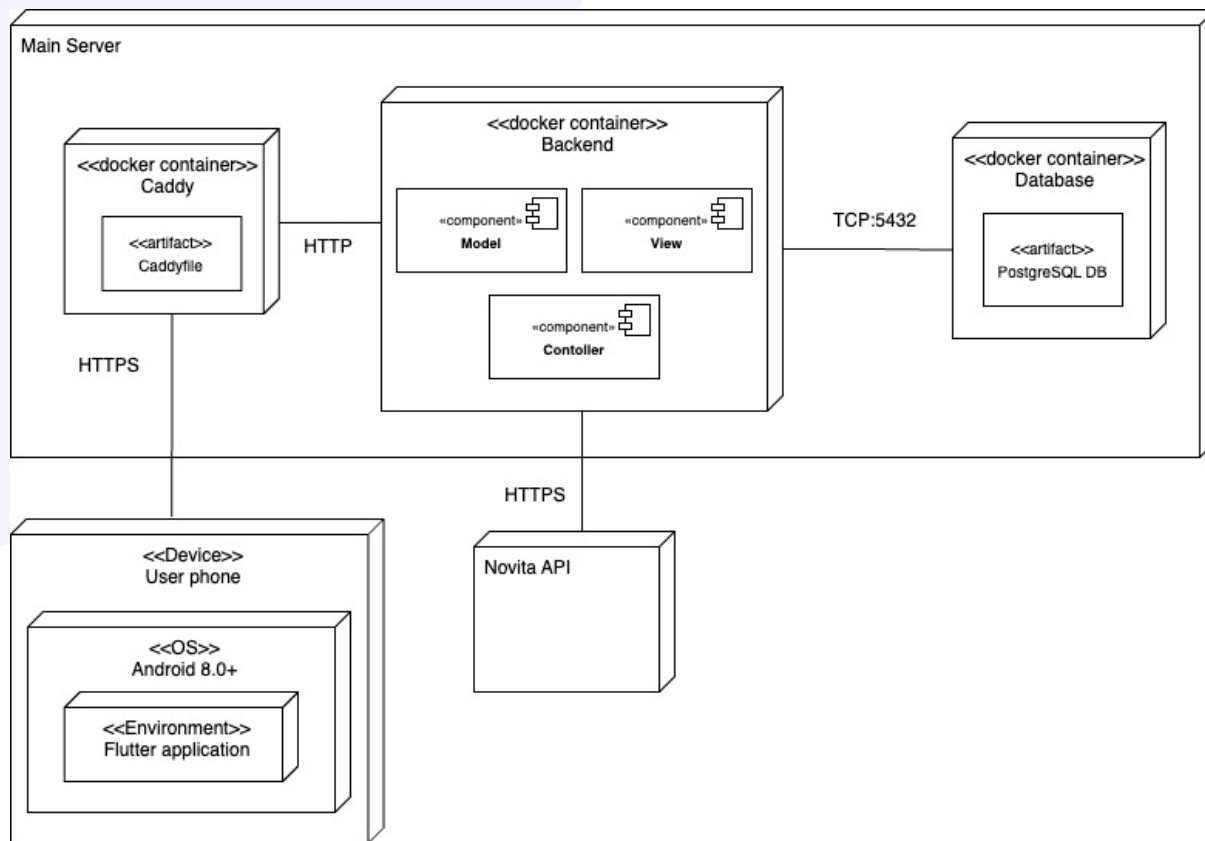 Main Server
<<docker container>>
Caddy
<<artifact>>
Caddyfile
HTTP
<<docker container>>
Backend
«component»
Model
«component»
View
«component»
Contoller
TCP:5432
<<docker container>>
Database
<<artifact>>
PostgreSQL DB
HTTPS
HTTPS
<<Device>>
User phone
<<OS>>
Android 8.0+
<<Environment>>
Flutter application
Novita API